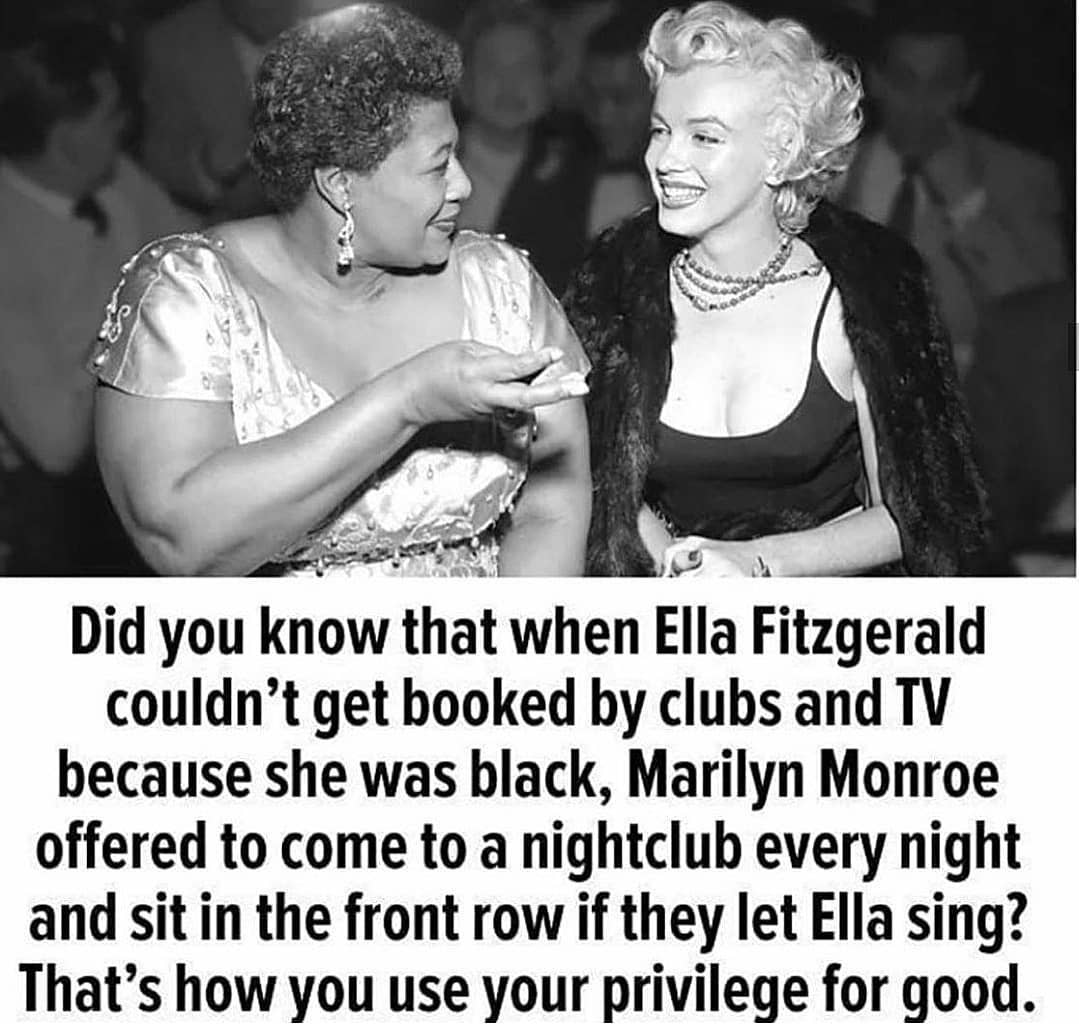 Did you know that when Ella Fitzgerald
couldn't get booked by clubs and TV
because she was black, Marilyn Monroe
offered to come to a nightclub every night
and sit in the front row if they let Ella sing?
That's how you use your privilege for good.